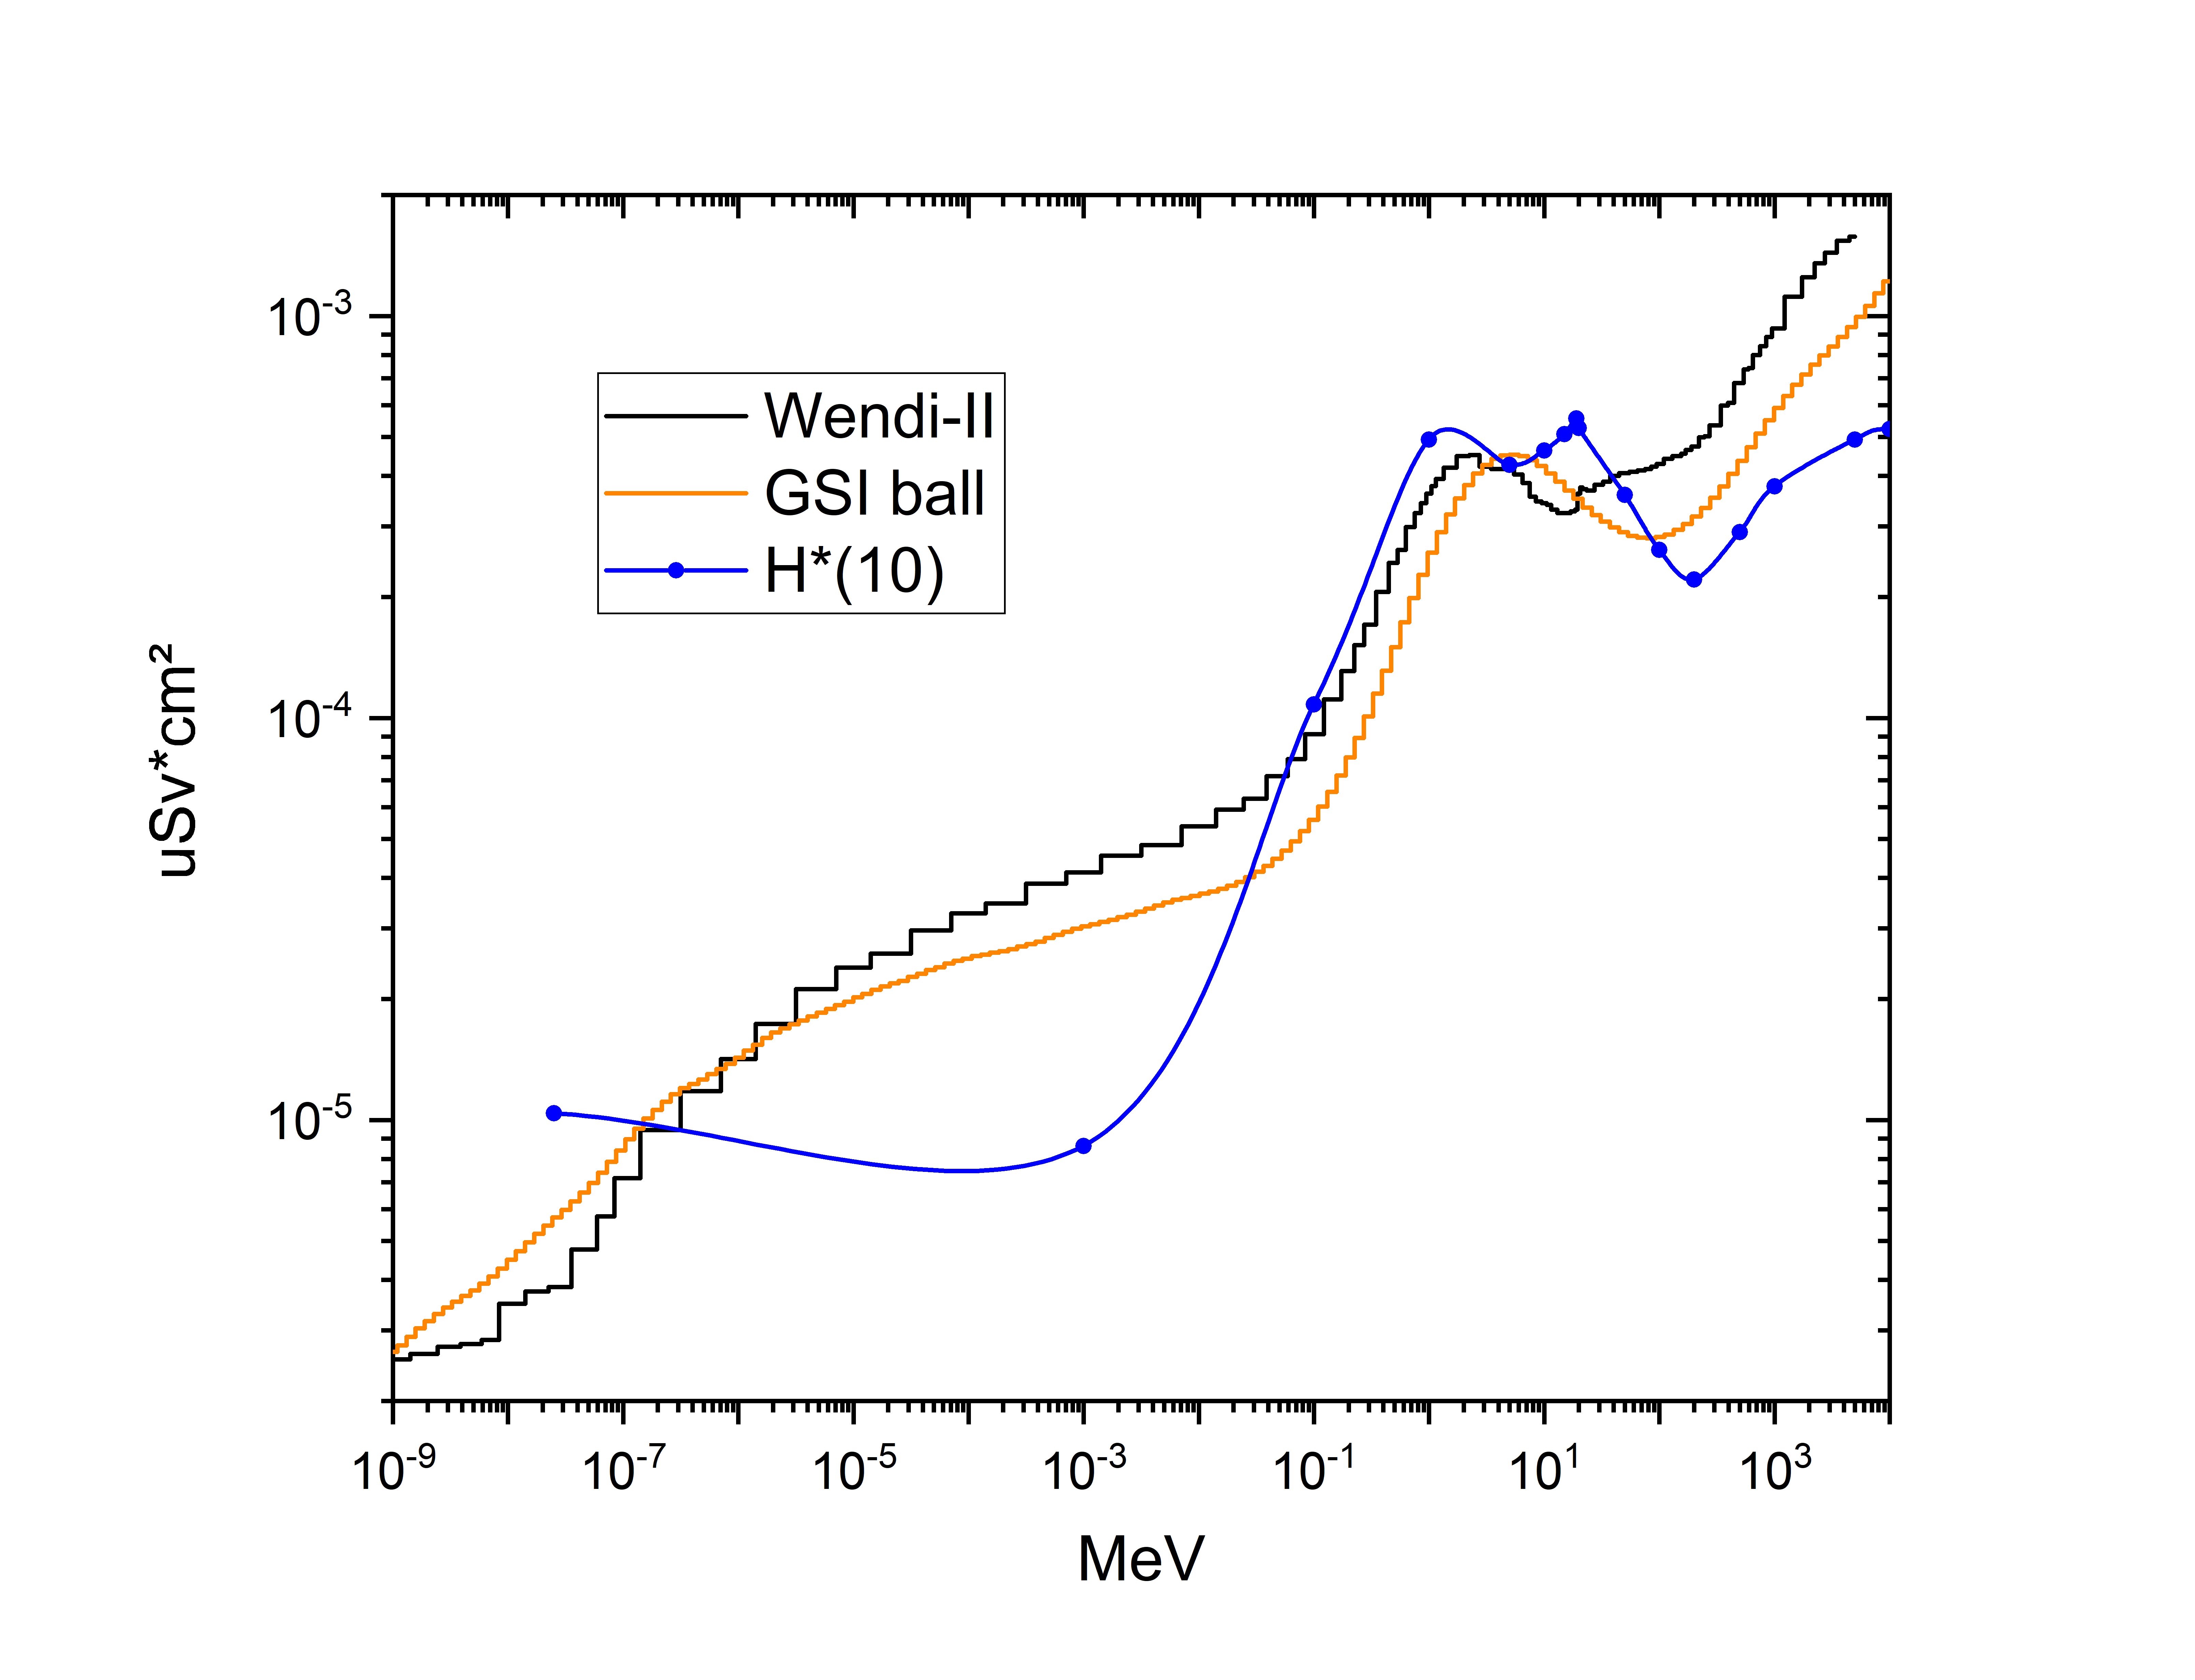 uSv*cm²
10⁻³
10⁻⁴
10⁻⁵
Wendi-II
GSI ball
H*(10)
10⁻⁹ 10⁻⁷ 10⁻⁵ 10⁻³ 10⁻¹ 10¹ 10³
MeV